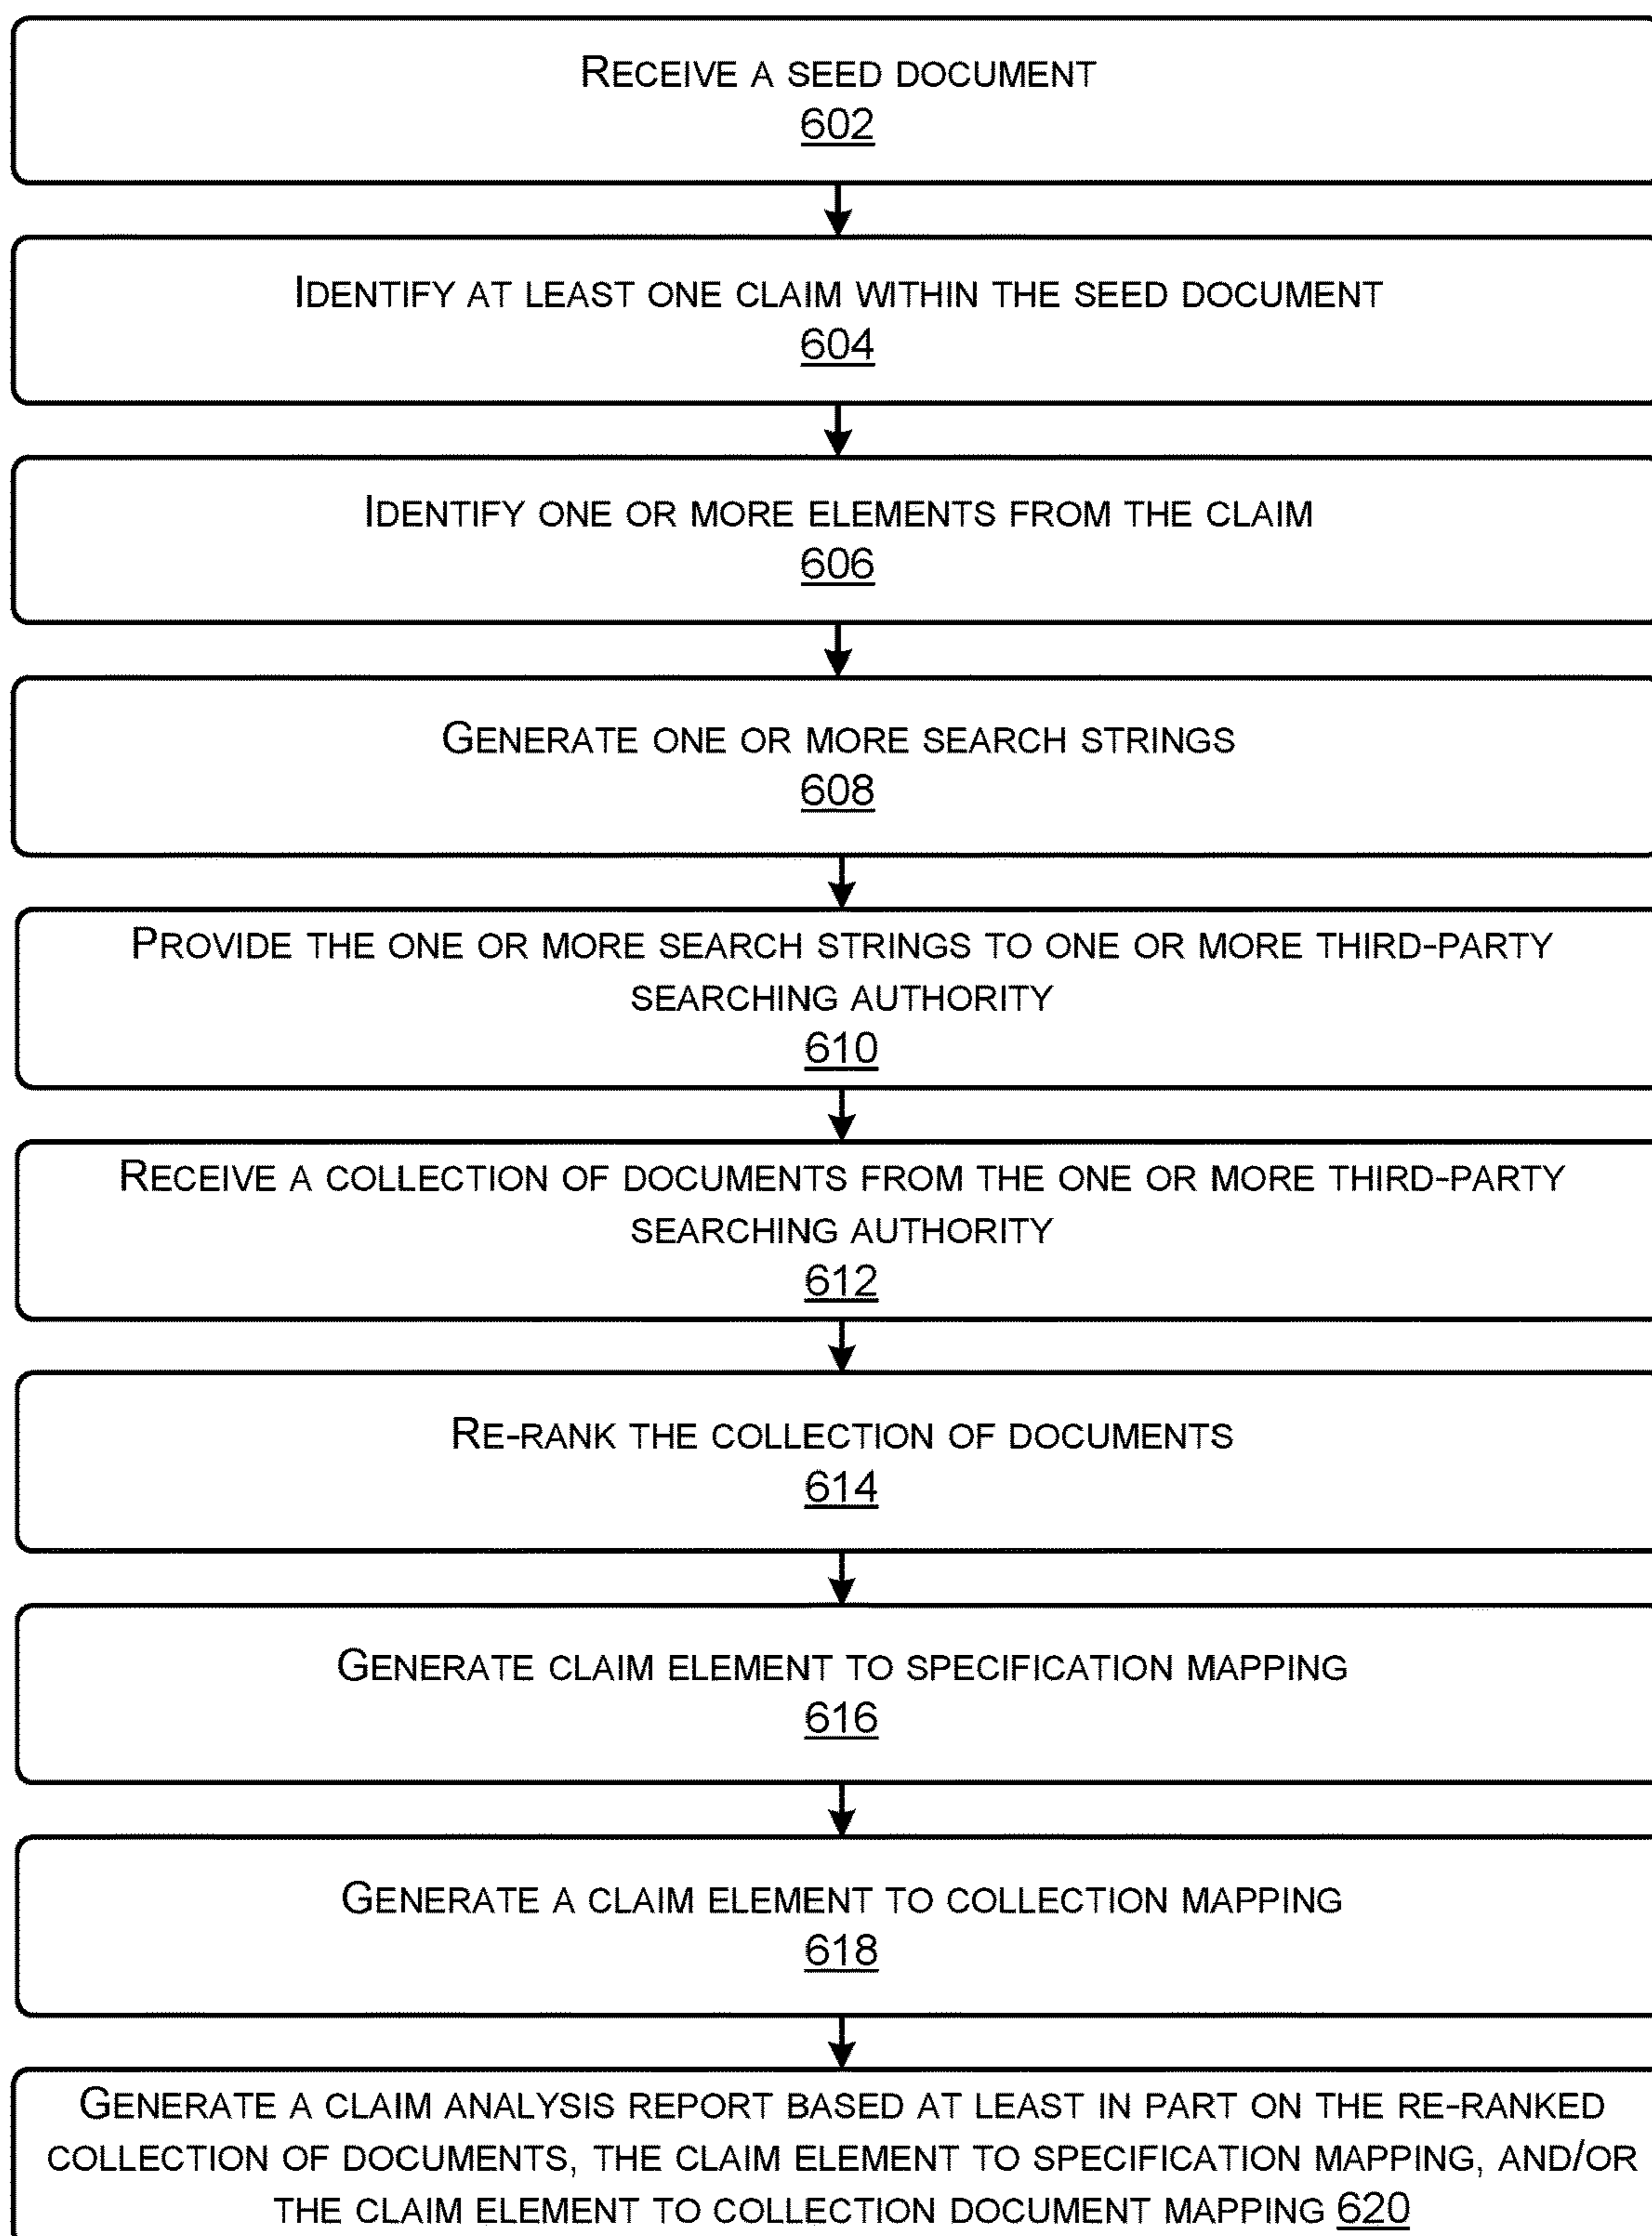 RECEIVE A SEED DOCUMENT
602
IDENTIFY AT LEAST ONE CLAIM WITHIN THE SEED DOCUMENT
604
IDENTIFY ONE OR MORE ELEMENTS FROM THE CLAIM
606
GENERATE ONE OR MORE SEARCH STRINGS
608
PROVIDE THE ONE OR MORE SEARCH STRINGS TO ONE OR MORE THIRD-PARTY
SEARCHING AUTHORITY
610
RECEIVE A COLLECTION OF DOCUMENTS FROM THE ONE OR MORE THIRD-PARTY
SEARCHING AUTHORITY
612
RE-RANK THE COLLECTION OF DOCUMENTS
614
GENERATE CLAIM ELEMENT TO SPECIFICATION MAPPING
616
GENERATE A CLAIM ELEMENT TO COLLECTION MAPPING
618
GENERATE A CLAIM ANALYSIS REPORT BASED AT LEAST IN PART ON THE RE-RANKED
COLLECTION OF DOCUMENTS, THE CLAIM ELEMENT TO SPECIFICATION MAPPING, AND/OR
THE CLAIM ELEMENT TO COLLECTION DOCUMENT MAPPING 620